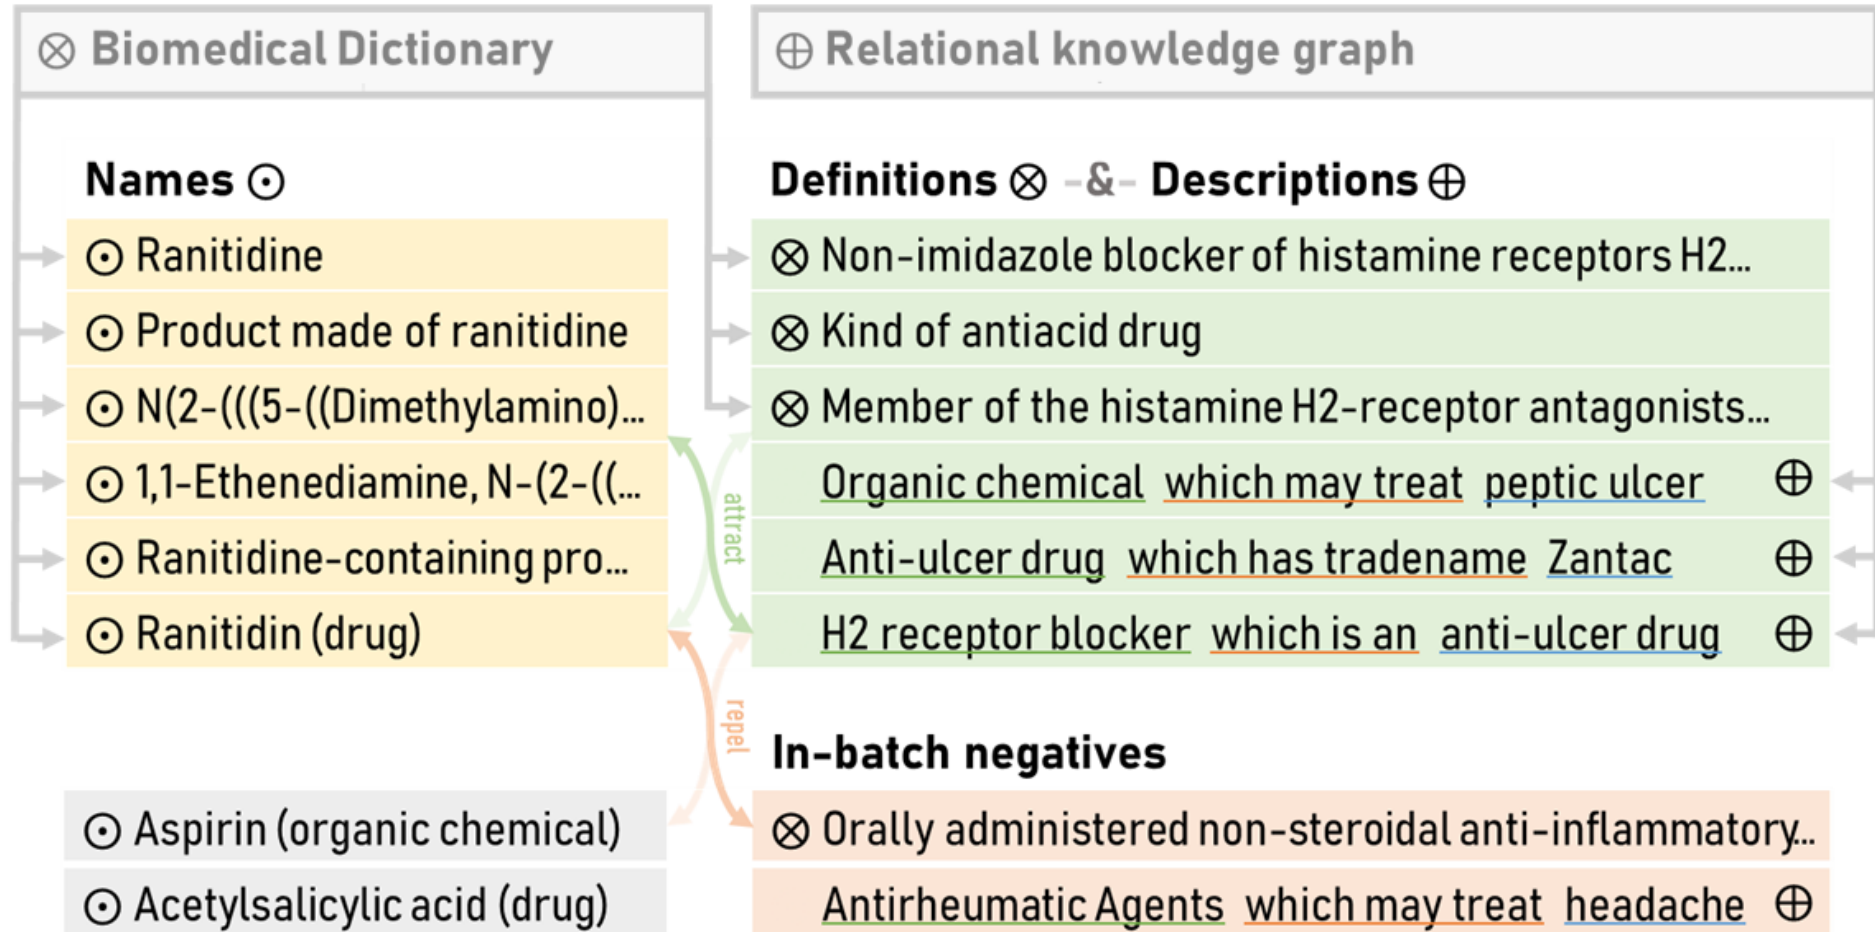 ⊗ Biomedical Dictionary
⊕ Relational knowledge graph
Names ⊙
⊙ Ranitidine
⊙ Product made of ranitidine
⊙ N(2-(((5-((Dimethylamino)...
⊙ 1,1-Ethenediamine, N-(2-((...
⊙ Ranitidine-containing pro...
⊙ Ranitidin (drug)
⊙ Aspirin (organic chemical)
⊙ Acetylsalicylic acid (drug)
attract
repel
Definitions ⊗ -&- Descriptions ⊕
⊗ Non-imidazole blocker of histamine receptors H2...
⊗ Kind of antiacid drug
⊗ Member of the histamine H2-receptor antagonists...
Organic chemical which may treat peptic ulcer ⊕
Anti-ulcer drug which has tradename Zantac ⊕
H2 receptor blocker which is an anti-ulcer drug ⊕
In-batch negatives
⊗ Orally administered non-steroidal anti-inflammatory...
Antirheumatic Agents which may treat headache ⊕